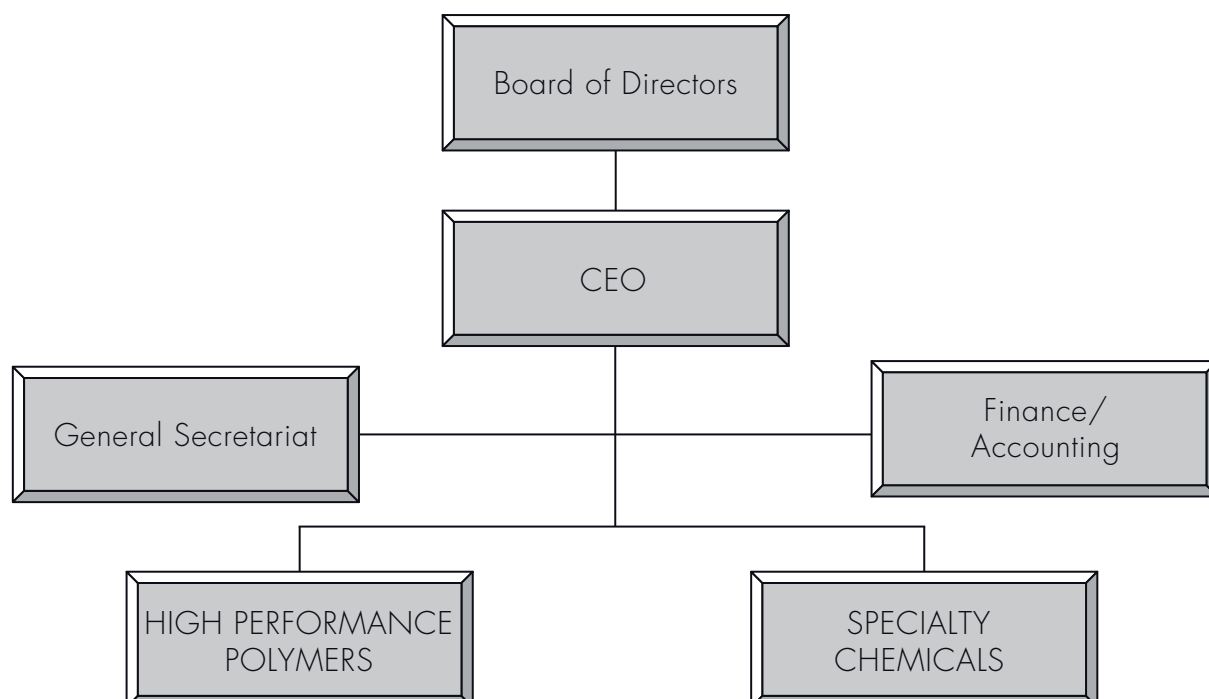 Board of Directors
CEO
General Secretariat
Finance/
Accounting
HIGH PERFORMANCE
POLYMERS
SPECIALTY
CHEMICALS